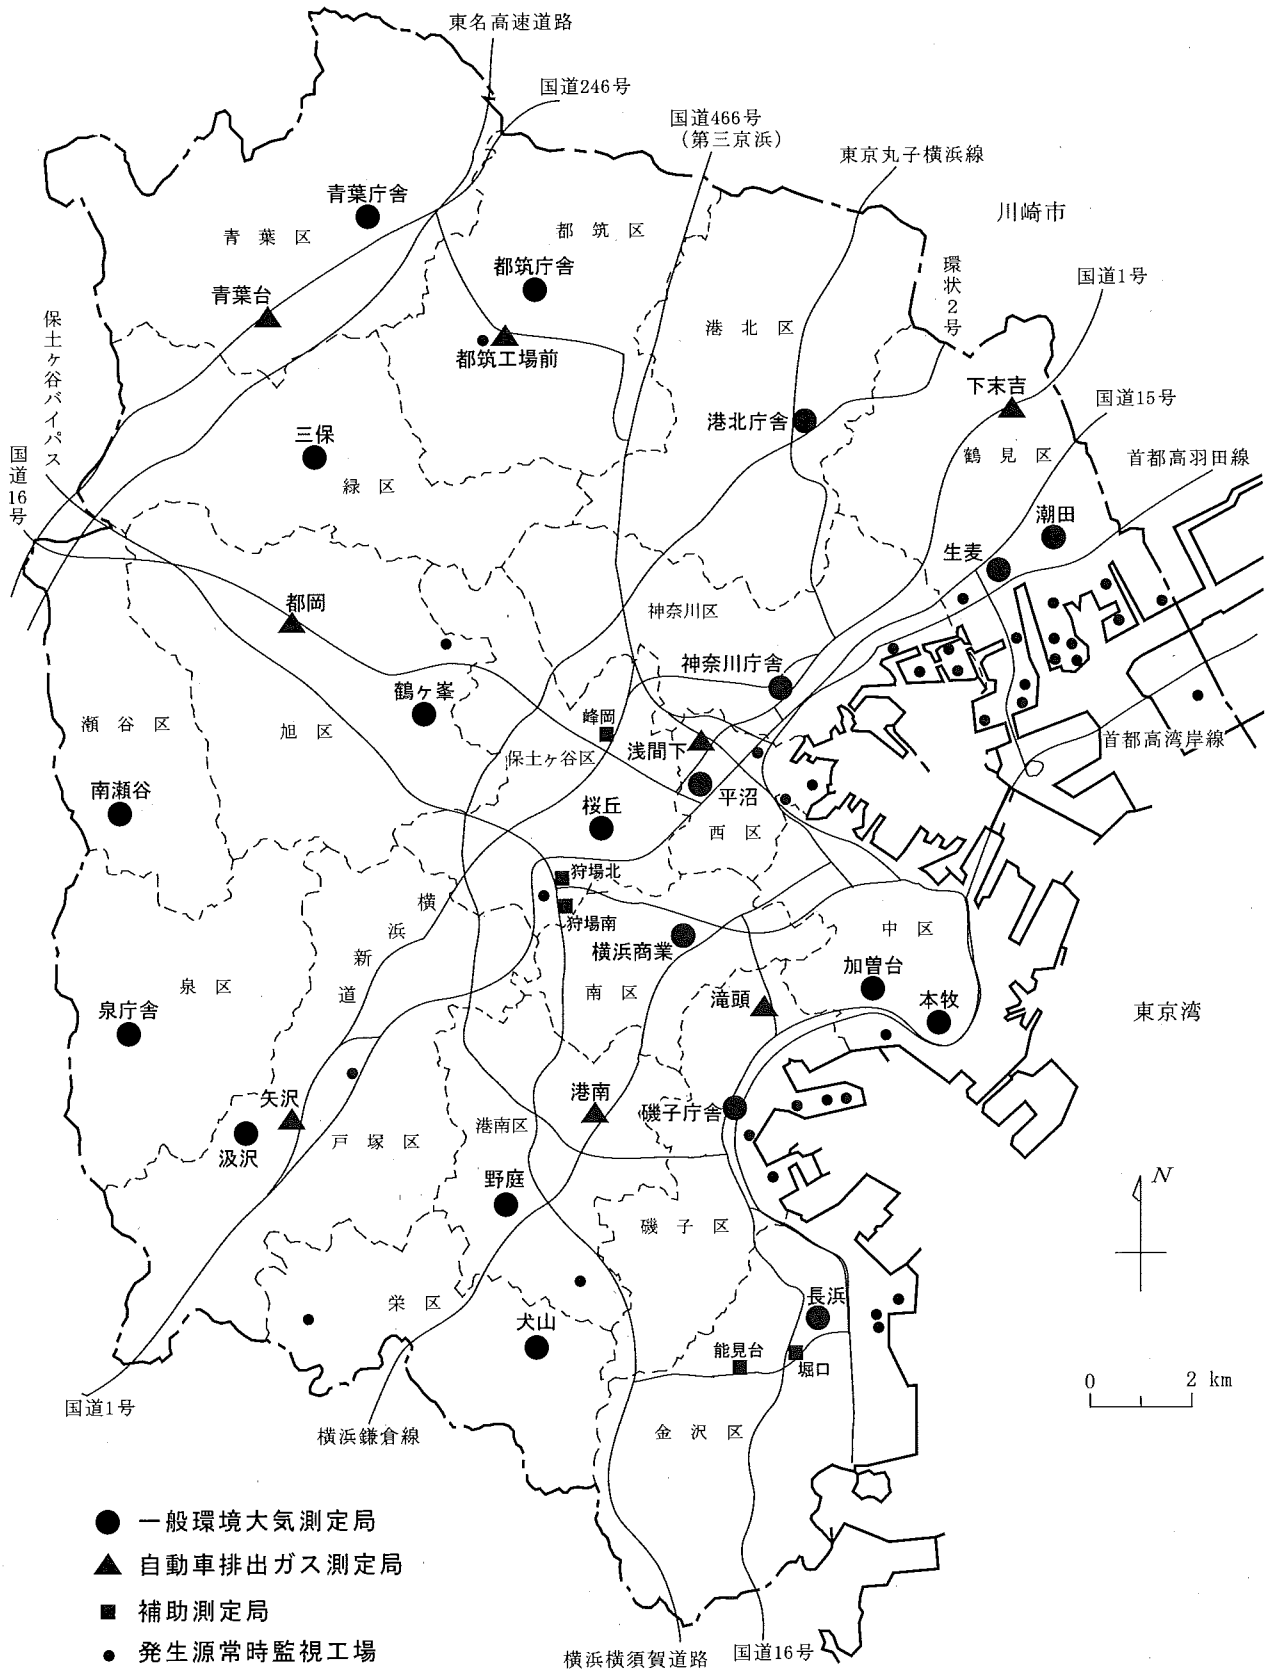 東名高速道路
国道246号
国道466号
(第三京浜)
東京丸子横浜線
川崎市
青葉庁舎
青葉区
都筑区
都筑庁舎
環状2号
国道1号
青葉台
保土ヶ谷バイパス
港北区
都筑工場前
下末吉
国道15号
港北庁舎
三保
国道16号
緑区
鶴見区
首都高羽田線
潮田
生麦
都岡
神奈川区
神奈川庁舎
鶴ヶ峯
瀬谷区
旭区
峰岡
浅間下
保土ヶ谷区
首都高湾岸線
南瀬谷
平沼
桜丘
西区
狩場北
狩場南
横浜新道
横浜商業
中区
加曽台
本牧
泉区
泉庁舎
南区
滝頭
東京湾
矢沢
港南
磯子庁舎
港南区
戸塚区
汲沢
野庭
N
磯子区
栄区
長浜
犬山
能見台
堀口
0 2 km
国道1号
横浜鎌倉線
金沢区
一般環境大気測定局
自動車排出ガス測定局
補助測定局
発生源常時監視工場
横浜横須賀道路
国道16号